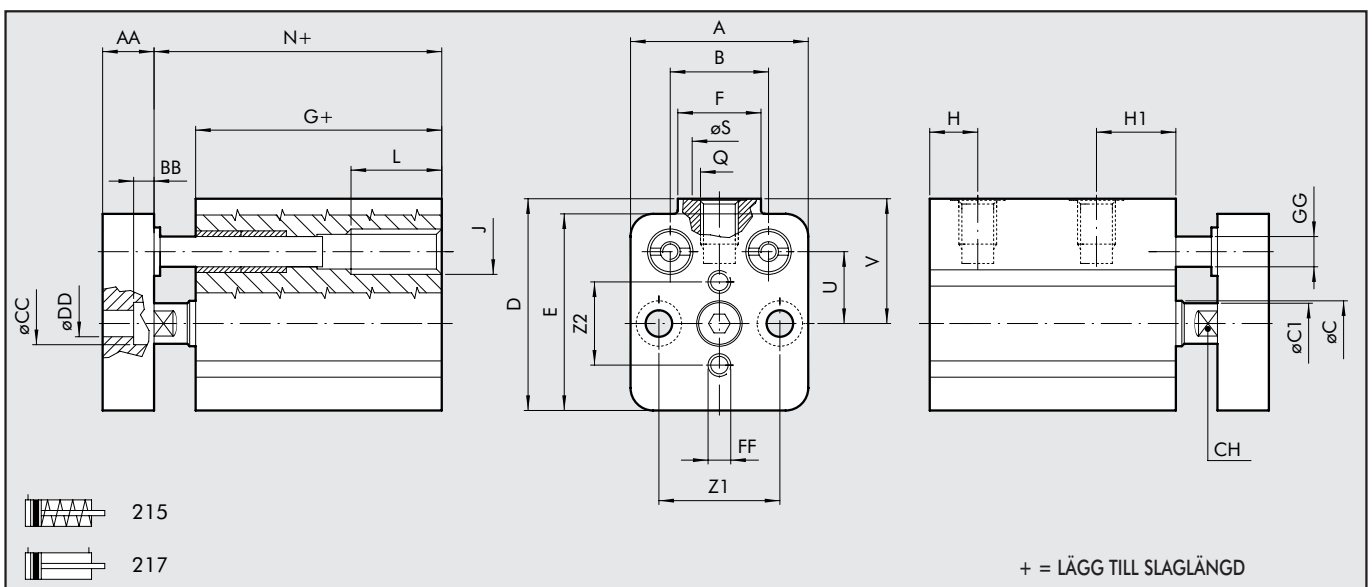 AA
N+
G+
L
BB
J
øCC
øDD
A
B
F
øS
Q
D
E
Z2
U
V
FF
Z1
H
H1
GG
øC1
øC
CH
215
217
+ = LÄGG TILL SLAGLÄNGD